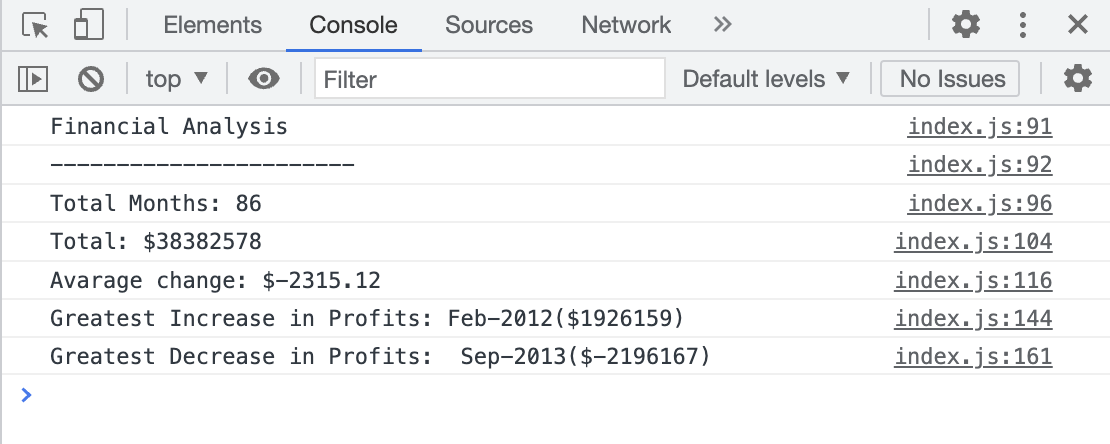 Elements Console Sources Network »
top ▼ Filter Default levels ▼ No Issues
Financial Analysis index.js:91
----------------------- index.js:92
Total Months: 86 index.js:96
Total: $38382578 index.js:104
Avarage change: $-2315.12 index.js:116
Greatest Increase in Profits: Feb-2012($1926159) index.js:144
Greatest Decrease in Profits:  Sep-2013($-2196167) index.js:161
>